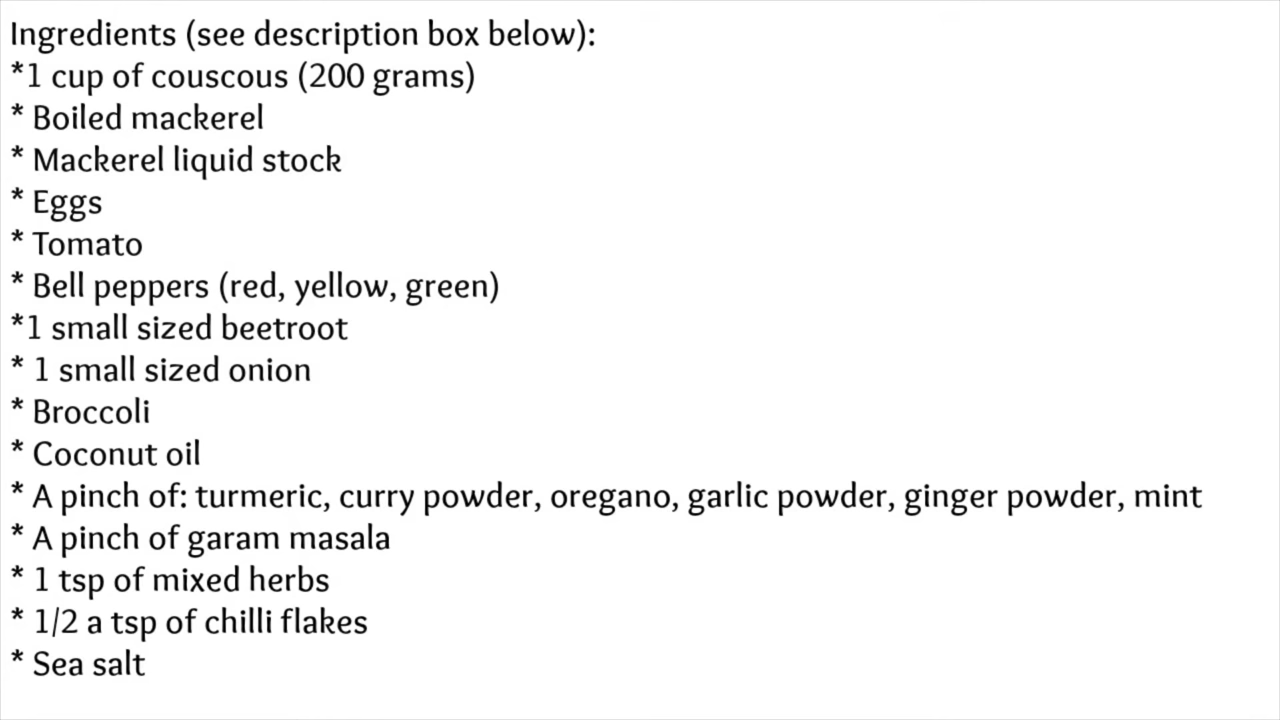 Ingredients (see description box below):
*1 cup of couscous (200 grams)
* Boiled mackerel
* Mackerel liquid stock
* Eggs
* Tomato
* Bell peppers (red, yellow, green)
*1 small sized beetroot
* 1 small sized onion
* Broccoli
* Coconut oil
* A pinch of: turmeric, curry powder, oregano, garlic powder, ginger powder, mint
* A pinch of garam masala
* 1 tsp of mixed herbs
* 1/2 a tsp of chilli flakes
* Sea salt